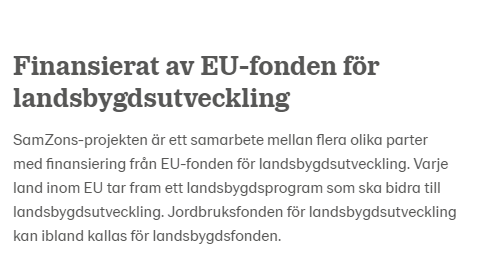 Finansierat av EU-fonden för
landsbygdsutveckling
SamZons-projekten är ett samarbete mellan flera olika parter
med finansiering från EU-fonden för landsbygdsutveckling. Varje
land inom EU tar fram ett landsbygdsprogram som ska bidra till
landsbygdsutveckling. Jordbruksfonden för landsbygdsutveckling
kan ibland kallas för landsbygdsfonden.